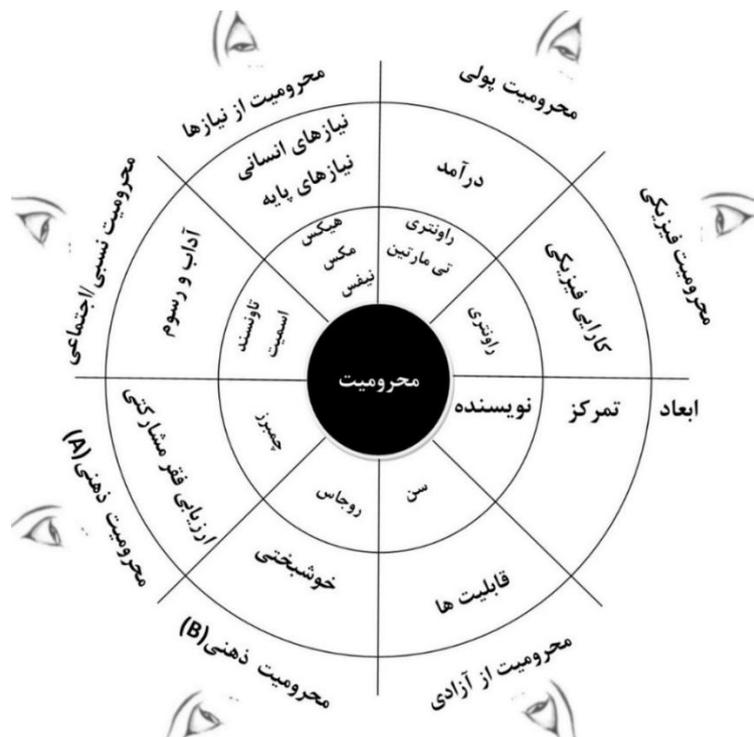 محرومیت پولی
محرومیت از نیازها
محرومیت فیزیکی
محرومیت نسبی/اجتماعی
محرومیت ذهنی(A)
محرومیت ذهنی(B)
محرومیت از آزادی
ابعاد
تمرکز
نویسنده
درآمد
نیازهای انسانی
نیازهای پایه
کارایی فیزیکی
آداب و رسوم
ارزیابی فقر مشارکتی
خوشبختی
قابلیت ها
راونتری
تی مارتین
هیکس
مکس
نیفس
راونتری
تاونسند
اسمیت
چمبرز
روجاس
سن
محرومیت